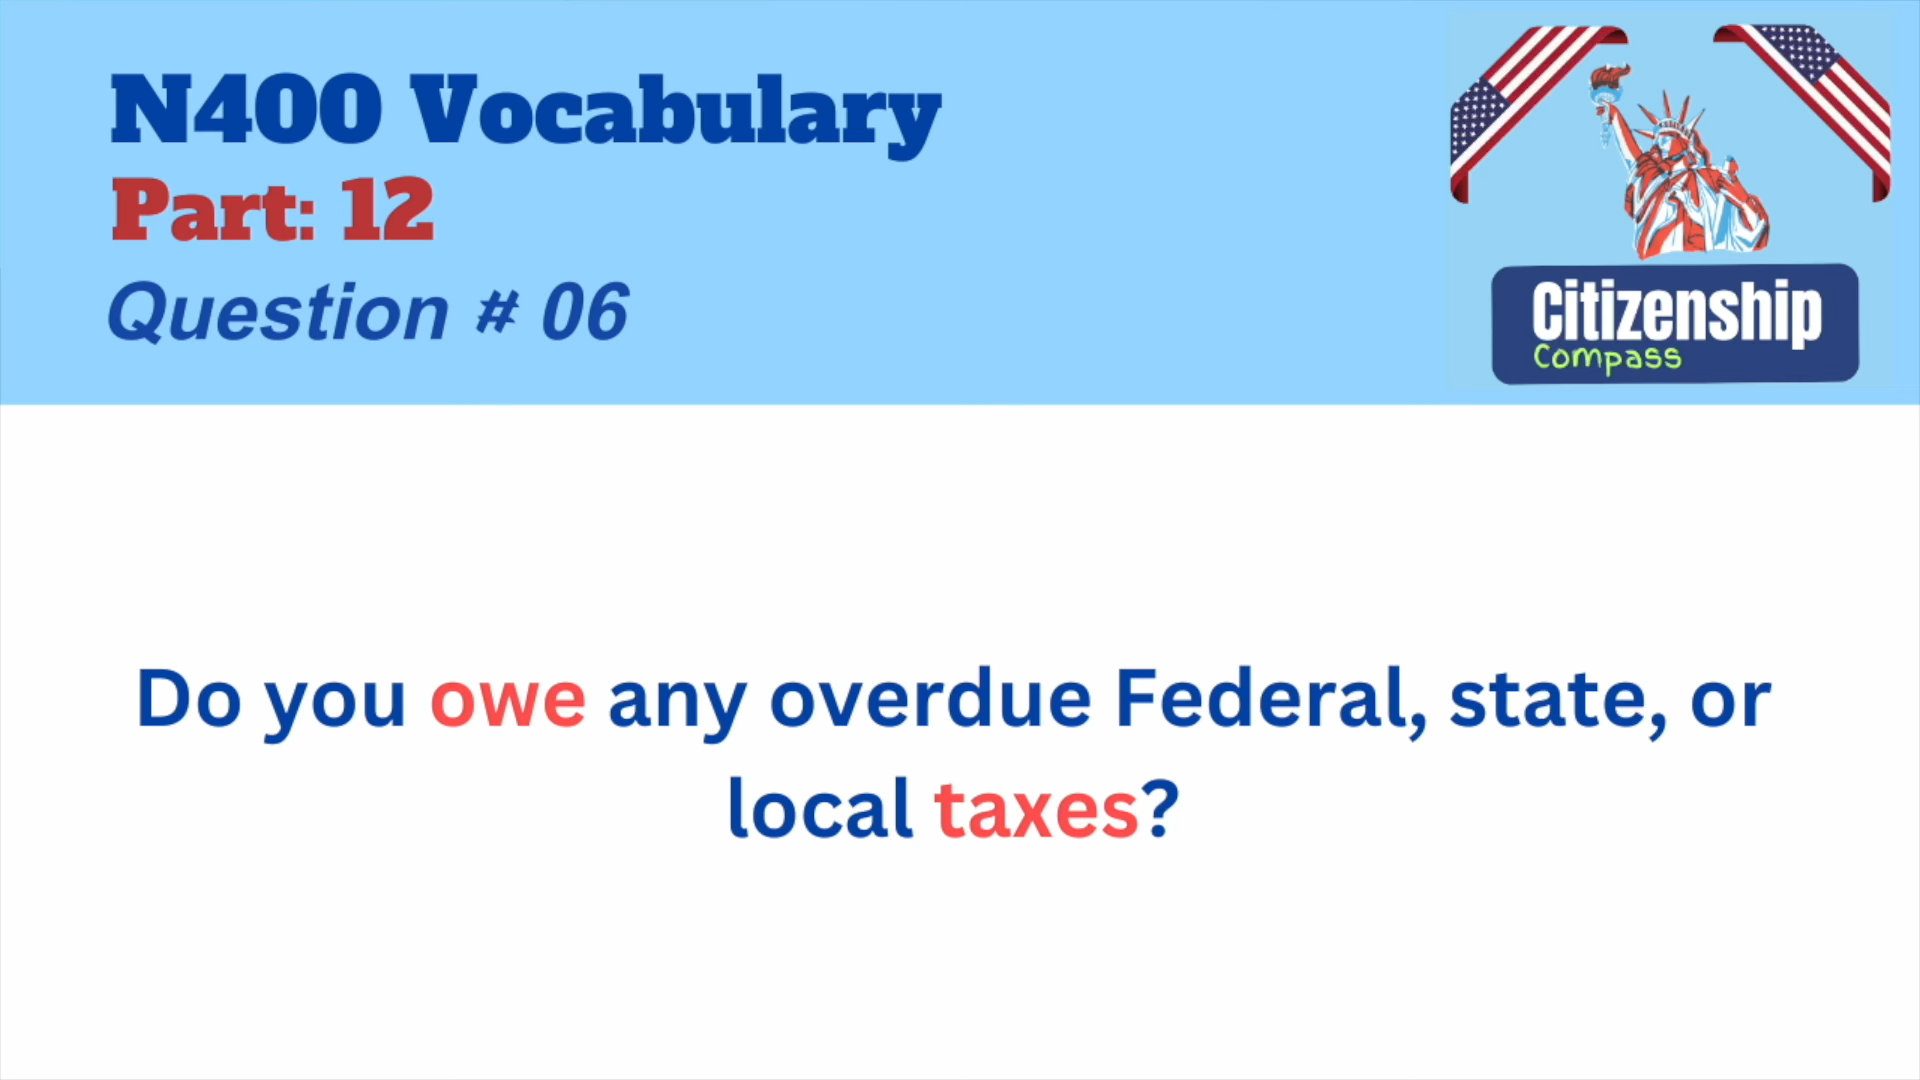 N400 Vocabulary
Part: 12
Question # 06
Citizenship
Compass
Do you owe any overdue Federal, state, or
local taxes?